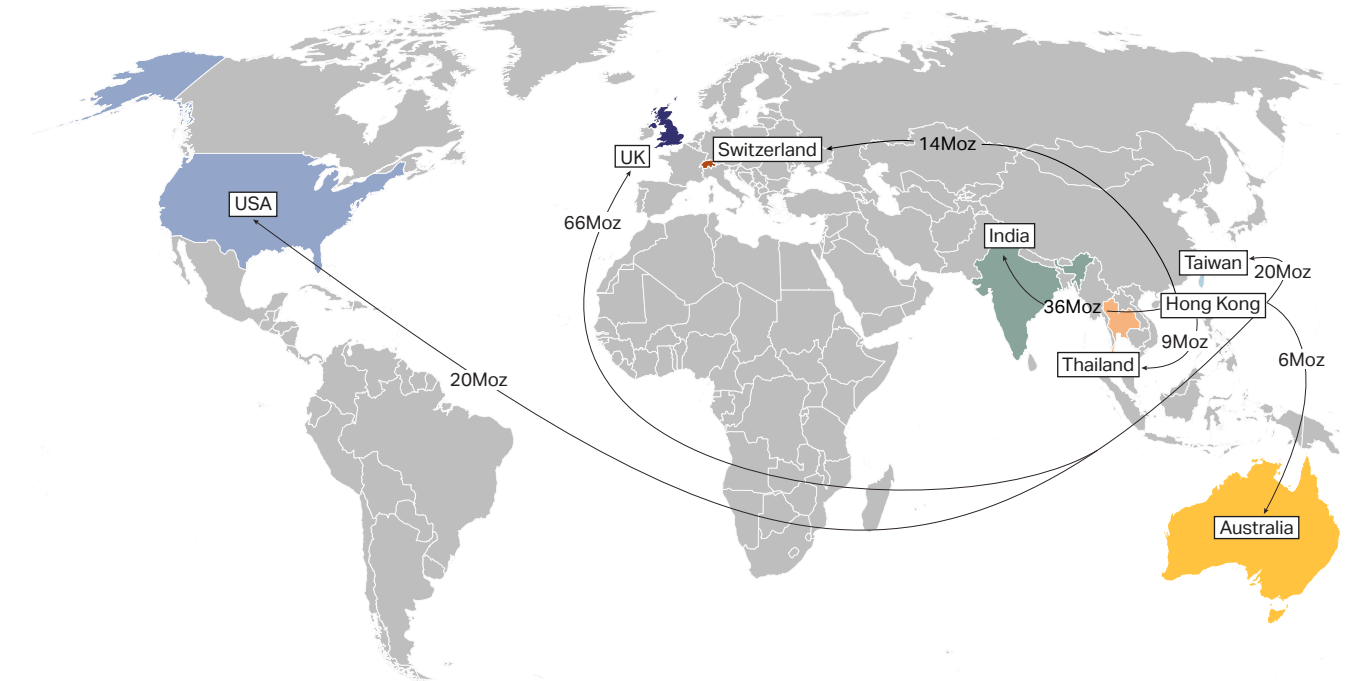 UK
Switzerland
14Moz
USA
66Moz
India
Taiwan
20Moz
36Moz
Hong Kong
9Moz
Thailand
6Moz
20Moz
Australia